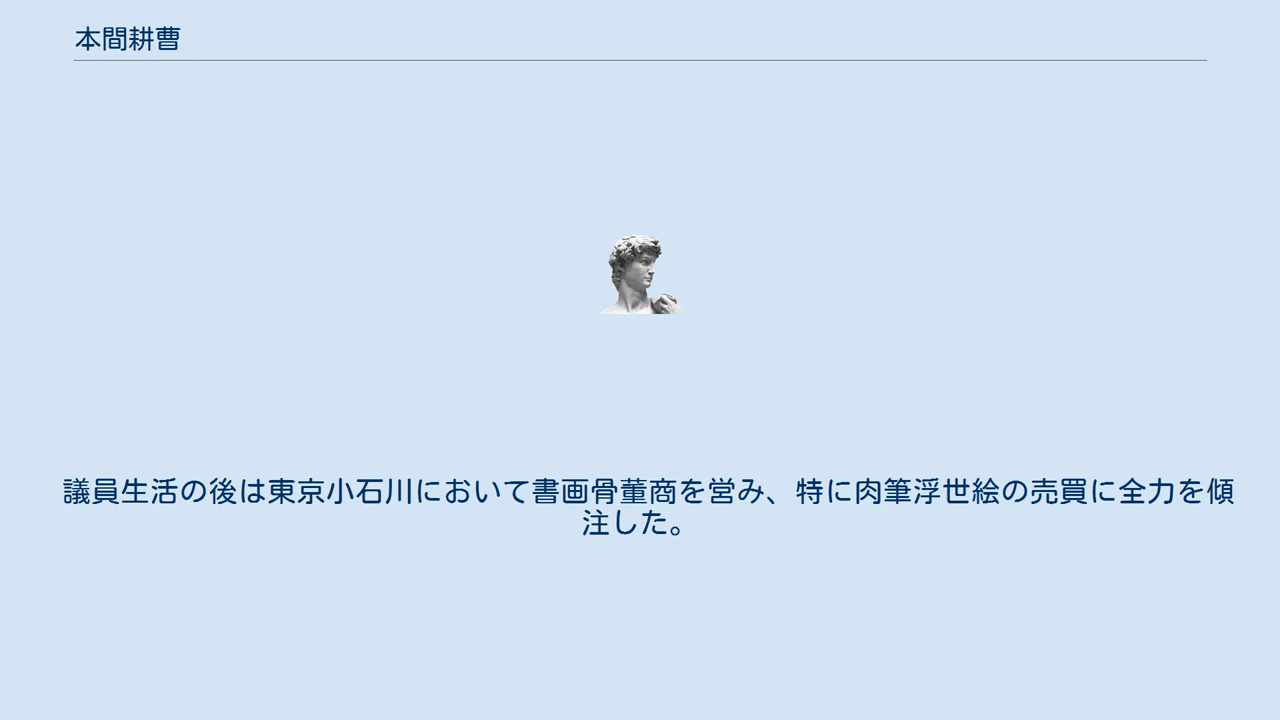 本間耕曹
議員生活の後は東京小石川において書画骨董商を営み、特に肉筆浮世絵の売買に全力を傾
注した。